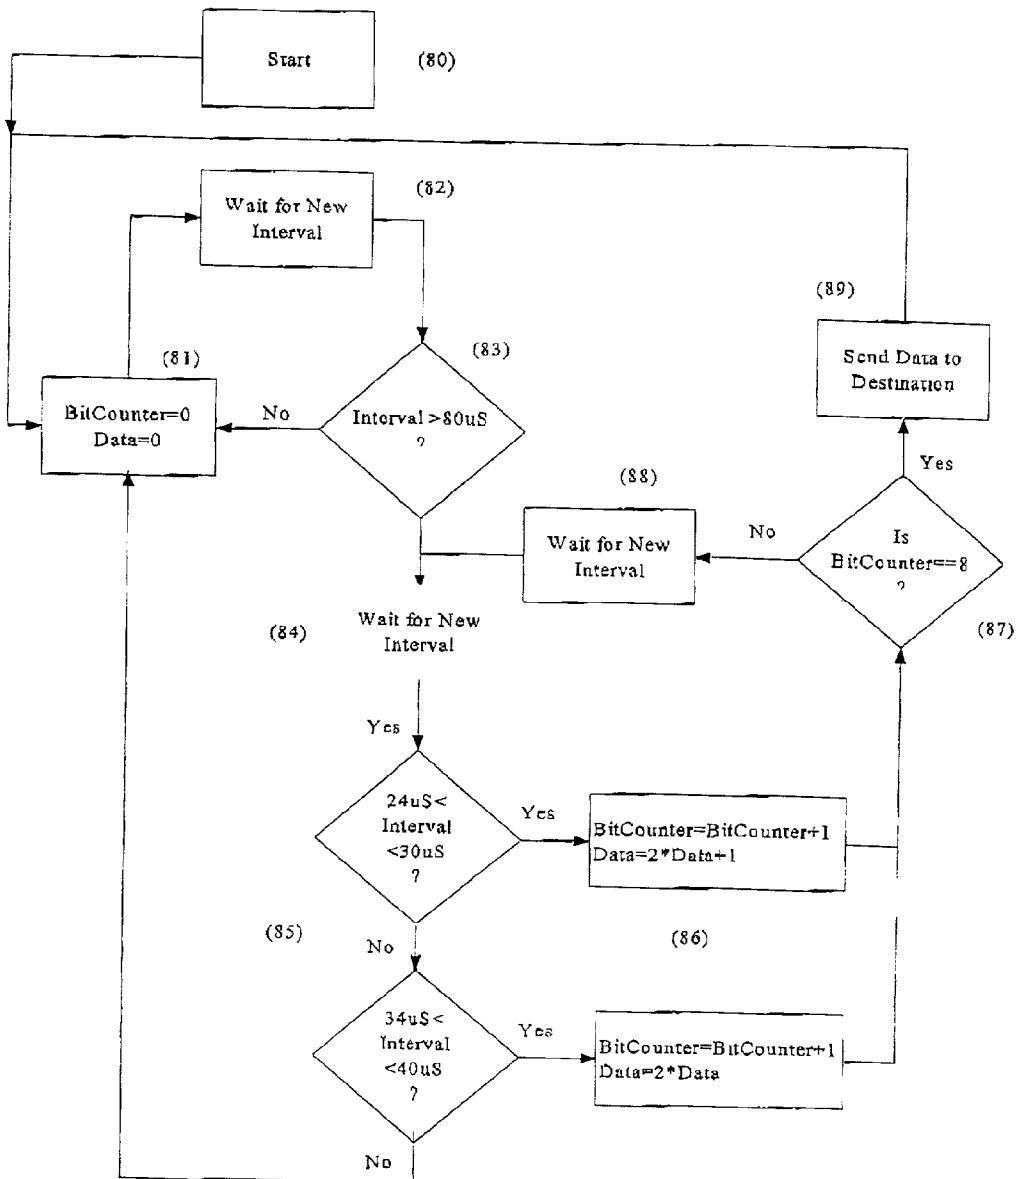 Start
(80)
Wait for New
Interval
(82)
(89)
(81)
(83)
Send Data to
Destination
BitCounter=0
Data=0
No
Interval >80uS
?
Yes
(88)
Wait for New
Interval
No
Is
BitCounter==8
?
(84)
Wait for New
Interval
(87)
Yes
24uS<
Interval
<30uS
?
Yes
BitCounter=BitCounter+1
Data=2*Data+1
(85)
No
(86)
34uS<
Interval
<40uS
?
Yes
BitCounter=BitCounter+1
Data=2*Data
No